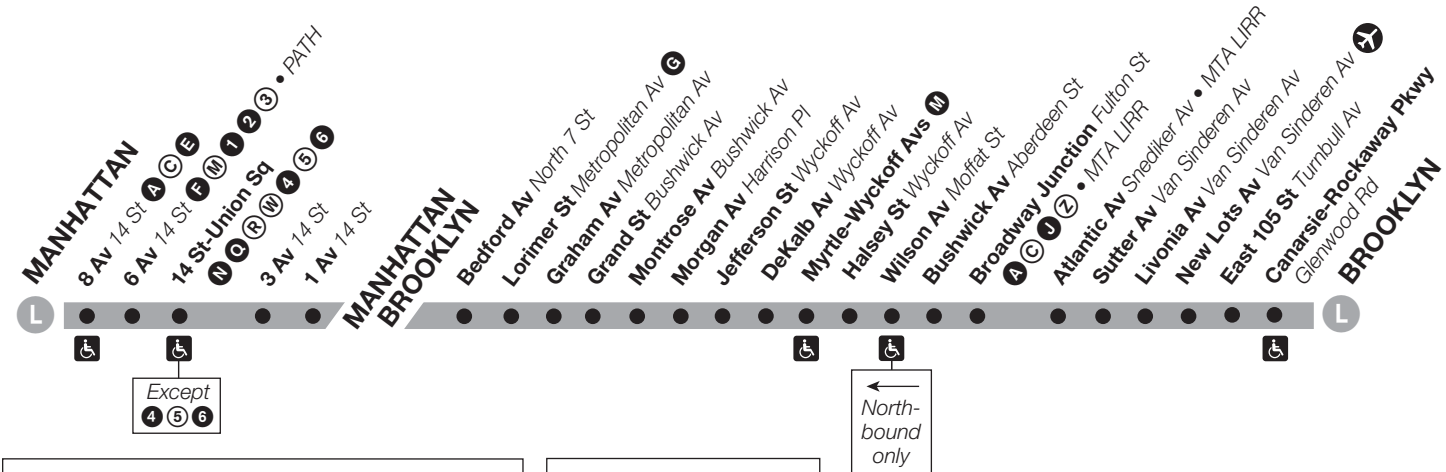 MANHATTAN
8 Av 14 St A C E
6 Av 14 St F M 1 2 3 • PATH
14 St-Union Sq
N Q R W 4 5 6
3 Av 14 St
1 Av 14 St
MANHATTAN
BROOKLYN
Bedford Av North 7 St
Lorimer St Metropolitan Av G
Graham Av Metropolitan Av
Grand St Bushwick Av
Montrose Av Bushwick Av
Morgan Av Harrison Pl
Jefferson St Wyckoff Av
DeKalb Av Wyckoff Av
Myrtle-Wyckoff Avs M
Halsey St Wyckoff Av
Wilson Av Moffat St
Bushwick Av Aberdeen St
Broadway Junction Fulton St
A C J Z • MTA LIRR
Atlantic Av Snediker Av • MTA LIRR
Sutter Av Van Sinderen Av
Livonia Av Van Sinderen Av
New Lots Av Van Sinderen Av
East 105 St Turnbull Av
Canarsie-Rockaway Pkwy
Glenwood Rd
BROOKLYN
L
L
Except
4 5 6
North-
bound
only